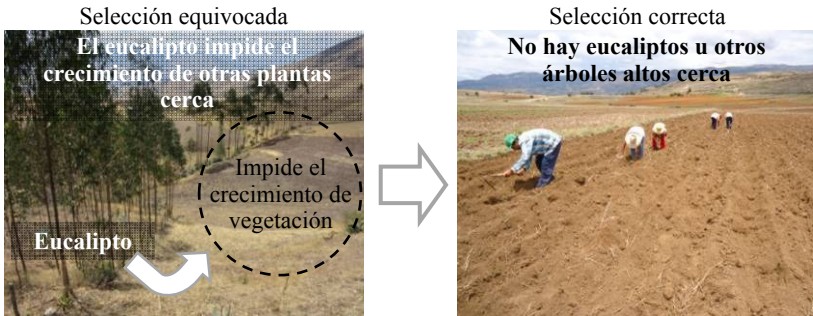 Selección equivocada
El eucalipto impide el
crecimiento de otras plantas
cerca
Impide el
crecimiento de
vegetación
Eucalipto
Selección correcta
No hay eucaliptos u otros
árboles altos cerca